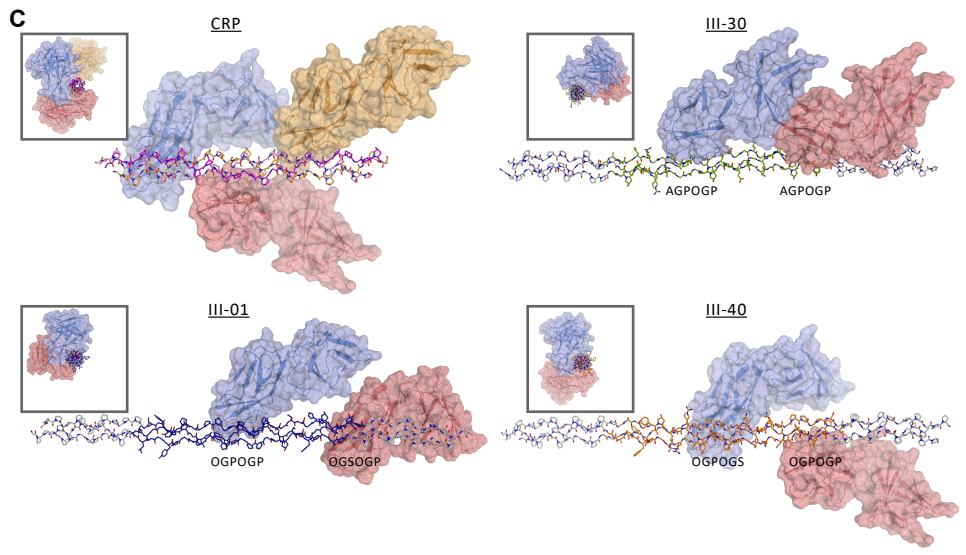 C
CRP
III-30
AGPOGP AGPOGP
III-01
III-40
OGPOGP OGSOGP
OGPOGS OGPOGP